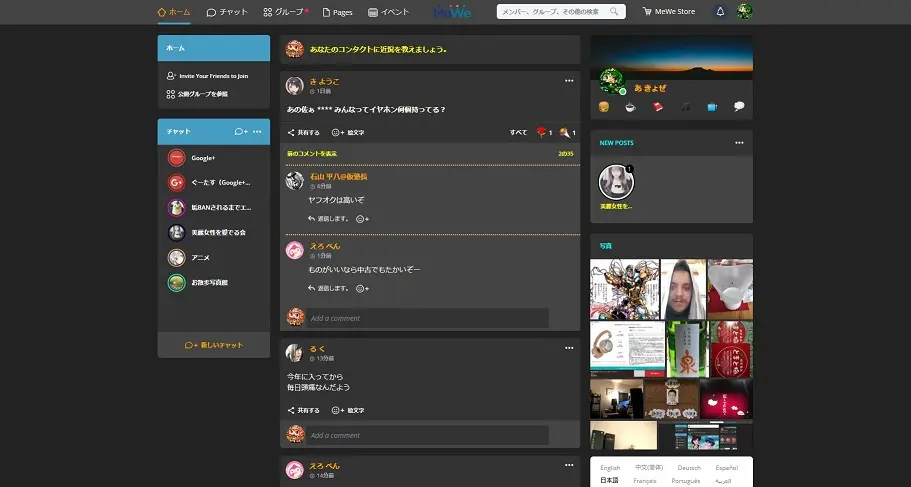 ホーム
チャット
グループ
Pages
イベント
MeWe
メンバー、グループ、その他の検索
MeWe Store
ホーム
Invite Your Friends to Join
公開グループを参照
チャット
Google+
ぐーたす（Google+...
垢BANされるまでエ...
美麗女性を愛でる会
アニメ
お散歩写真館
新しいチャット
あなたのコンタクトに近況を教えましょう。
き ようこ
1日前
あの佐ぁ **** みんなってイヤホン何個持ってる？
共有する
絵文字
すべて
1
1
前のコメントを表示
2の35
石山 平八@仮塾長
4分前
ヤフオクは高いぞ
返信します。
えろ ぺん
1分前
ものがいいなら中古でもたかいぞー
返信します。
Add a comment
る く
13分前
今年に入ってから
毎日頭痛なんだよう
共有する
絵文字
Add a comment
えろ ぺん
14分前
あ きょぜ
NEW POSTS
美麗女性を...
写真
English
中文(简体)
Deutsch
Español
日本語
Français
Português
العربية